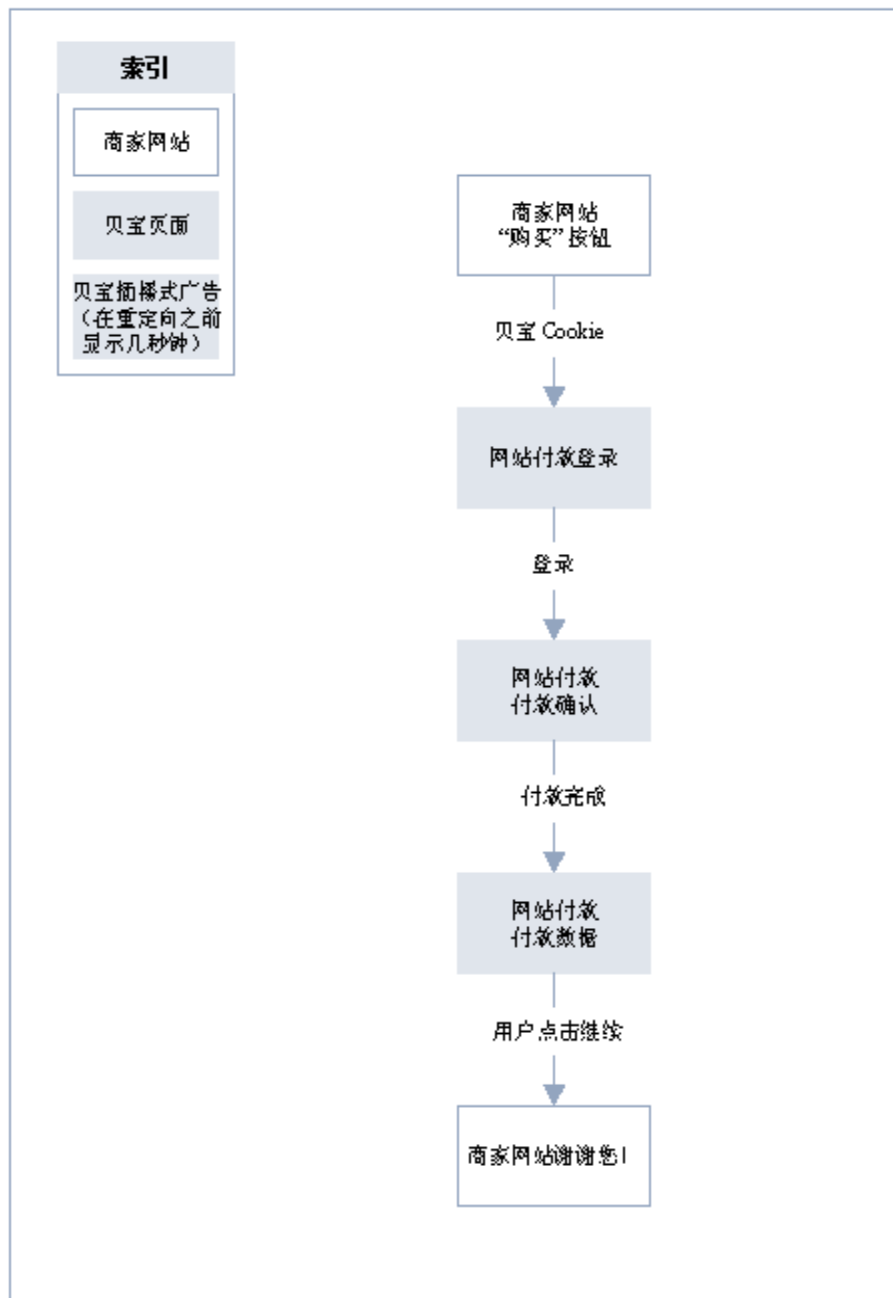 索引
商家网站
贝宝页面
贝宝插播式广告
（在重定向之前
显示几秒钟）
商家网站
“购买”按钮
贝宝 Cookie
网站付款登录
登录
网站付款
付款确认
付款完成
网站付款
付款数据
用户点击继续
商家网站谢谢您！